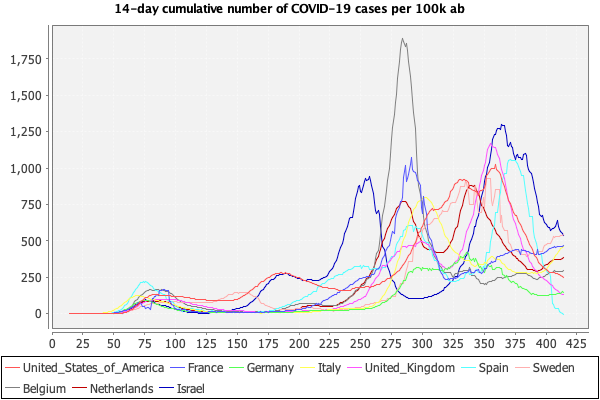 14-day cumulative number of COVID-19 cases per 100k ab
1,750
1,500
1,250
1,000
750
500
250
0
0 25 50 75 100 125 150 175 200 225 250 275 300 325 350 375 400 425
United_States_of_America France Germany Italy United_Kingdom Spain Sweden
Belgium Netherlands Israel